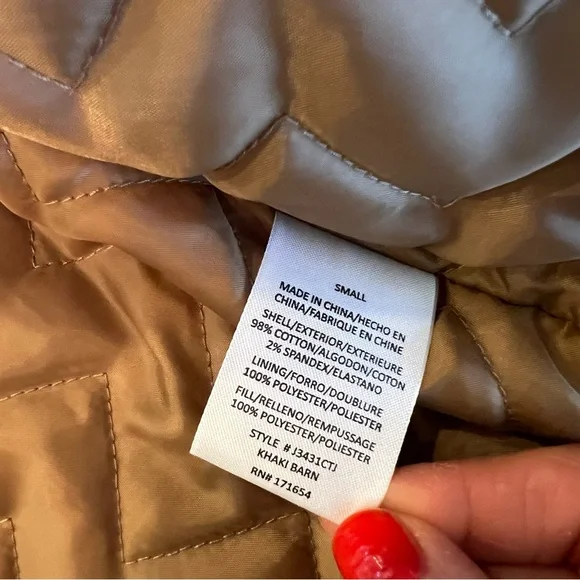 SMALL
MADE IN CHINA/HECHO EN
CHINA/FABRIQUE EN CHINE
SHELL/EXTERIOR/EXTERIEURE
98% COTTON/ALGODON/COTON
2% SPANDEX/ELASTANO
LINING/FORRO/DOUBLURE
100% POLYESTER/POLIESTER
FILL/RELLENO/REMPUSSAGE
100% POLYESTER/POLIESTER
STYLE # J3431CTJ
KHAKI BARN
RN# 171654